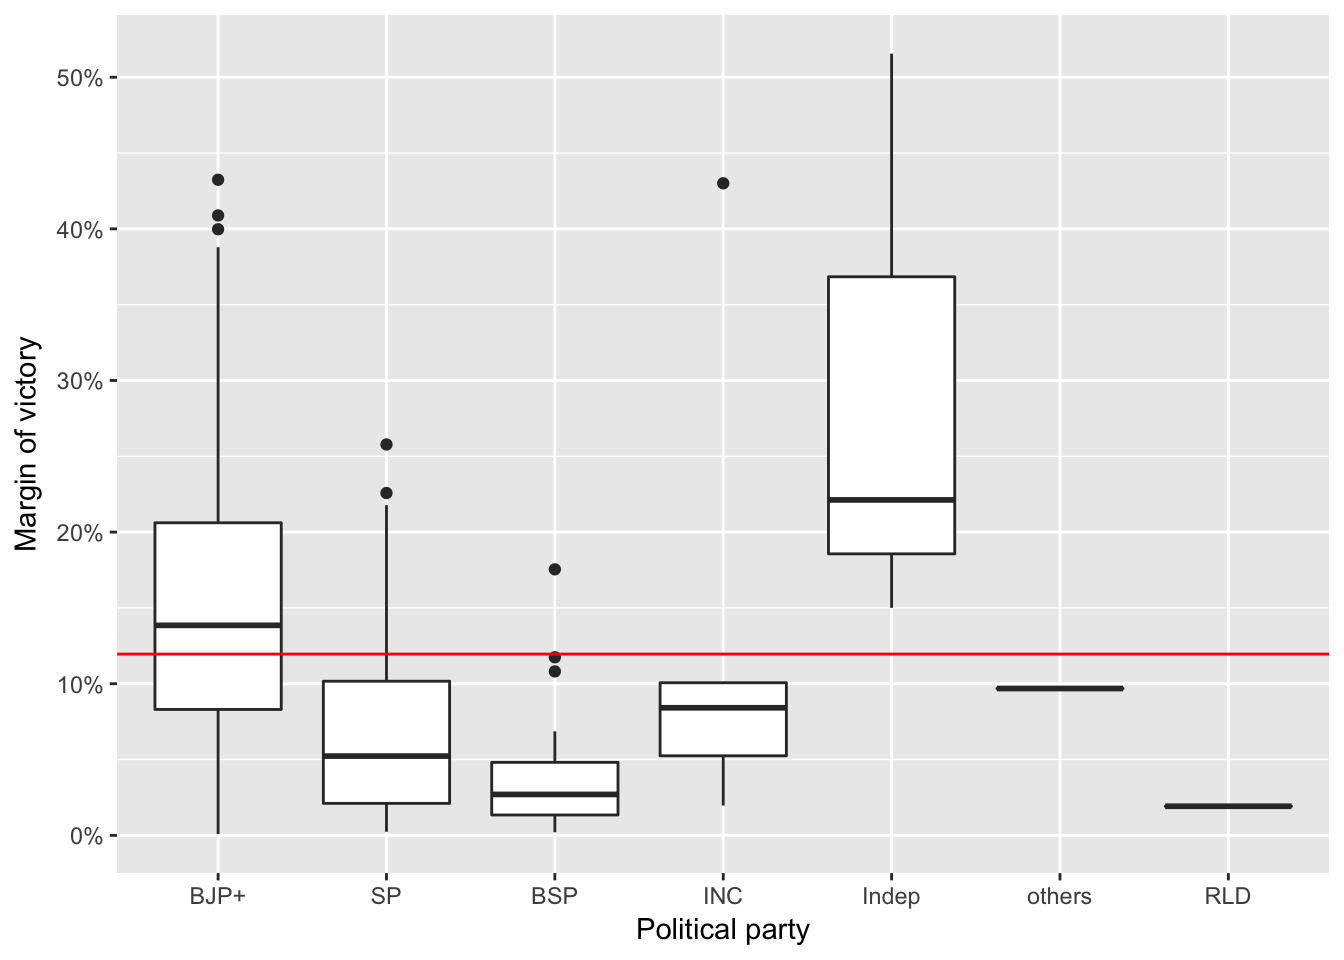 50%
40%
30%
20%
10%
0%
Margin of victory
BJP+ SP BSP INC Indep others RLD
Political party